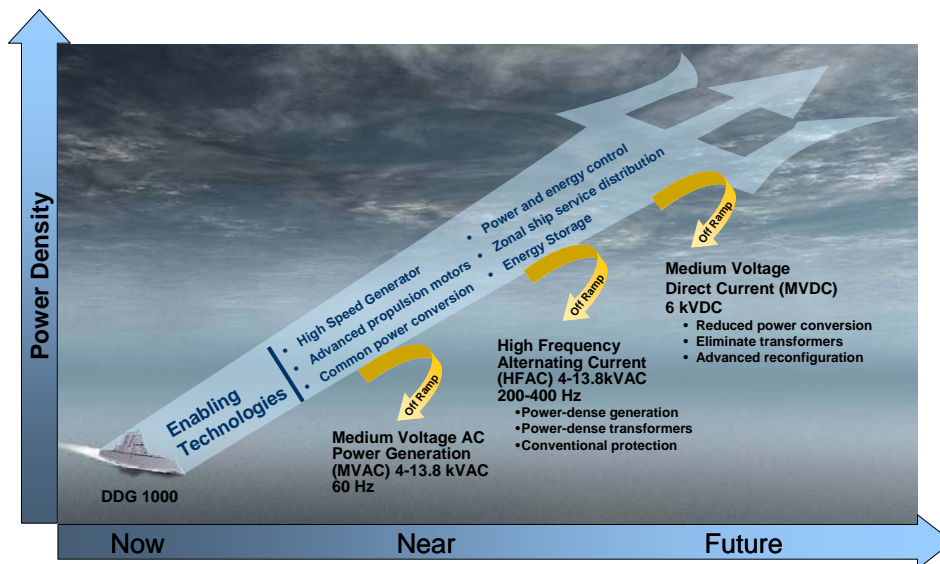 Power Density
• Power and energy control
• Zonal ship service distribution
• Energy Storage
• High Speed Generator
• Advanced propulsion motors
• Common power conversion
Enabling
Technologies
DDG 1000
Off Ramp
Medium Voltage AC
Power Generation
(MVAC) 4-13.8 kVAC
60 Hz
Off Ramp
High Frequency
Alternating Current
(HFAC) 4-13.8kVAC
200-400 Hz
•Power-dense generation
•Power-dense transformers
•Conventional protection
Off Ramp
Medium Voltage
Direct Current (MVDC)
6 kVDC
• Reduced power conversion
• Eliminate transformers
• Advanced reconfiguration
Now
Near
Future